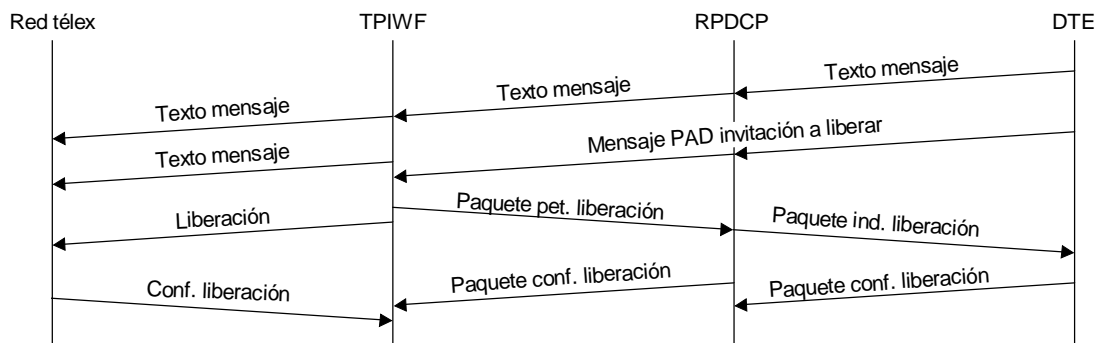 Red télex TPIWF RPDCP DTE
Texto mensaje
Texto mensaje
Texto mensaje
Mensaje PAD invitación a liberar
Texto mensaje
Paquete pet. liberación
Liberación
Paquete ind. liberación
Paquete conf. liberación
Paquete conf. liberación
Conf. liberación